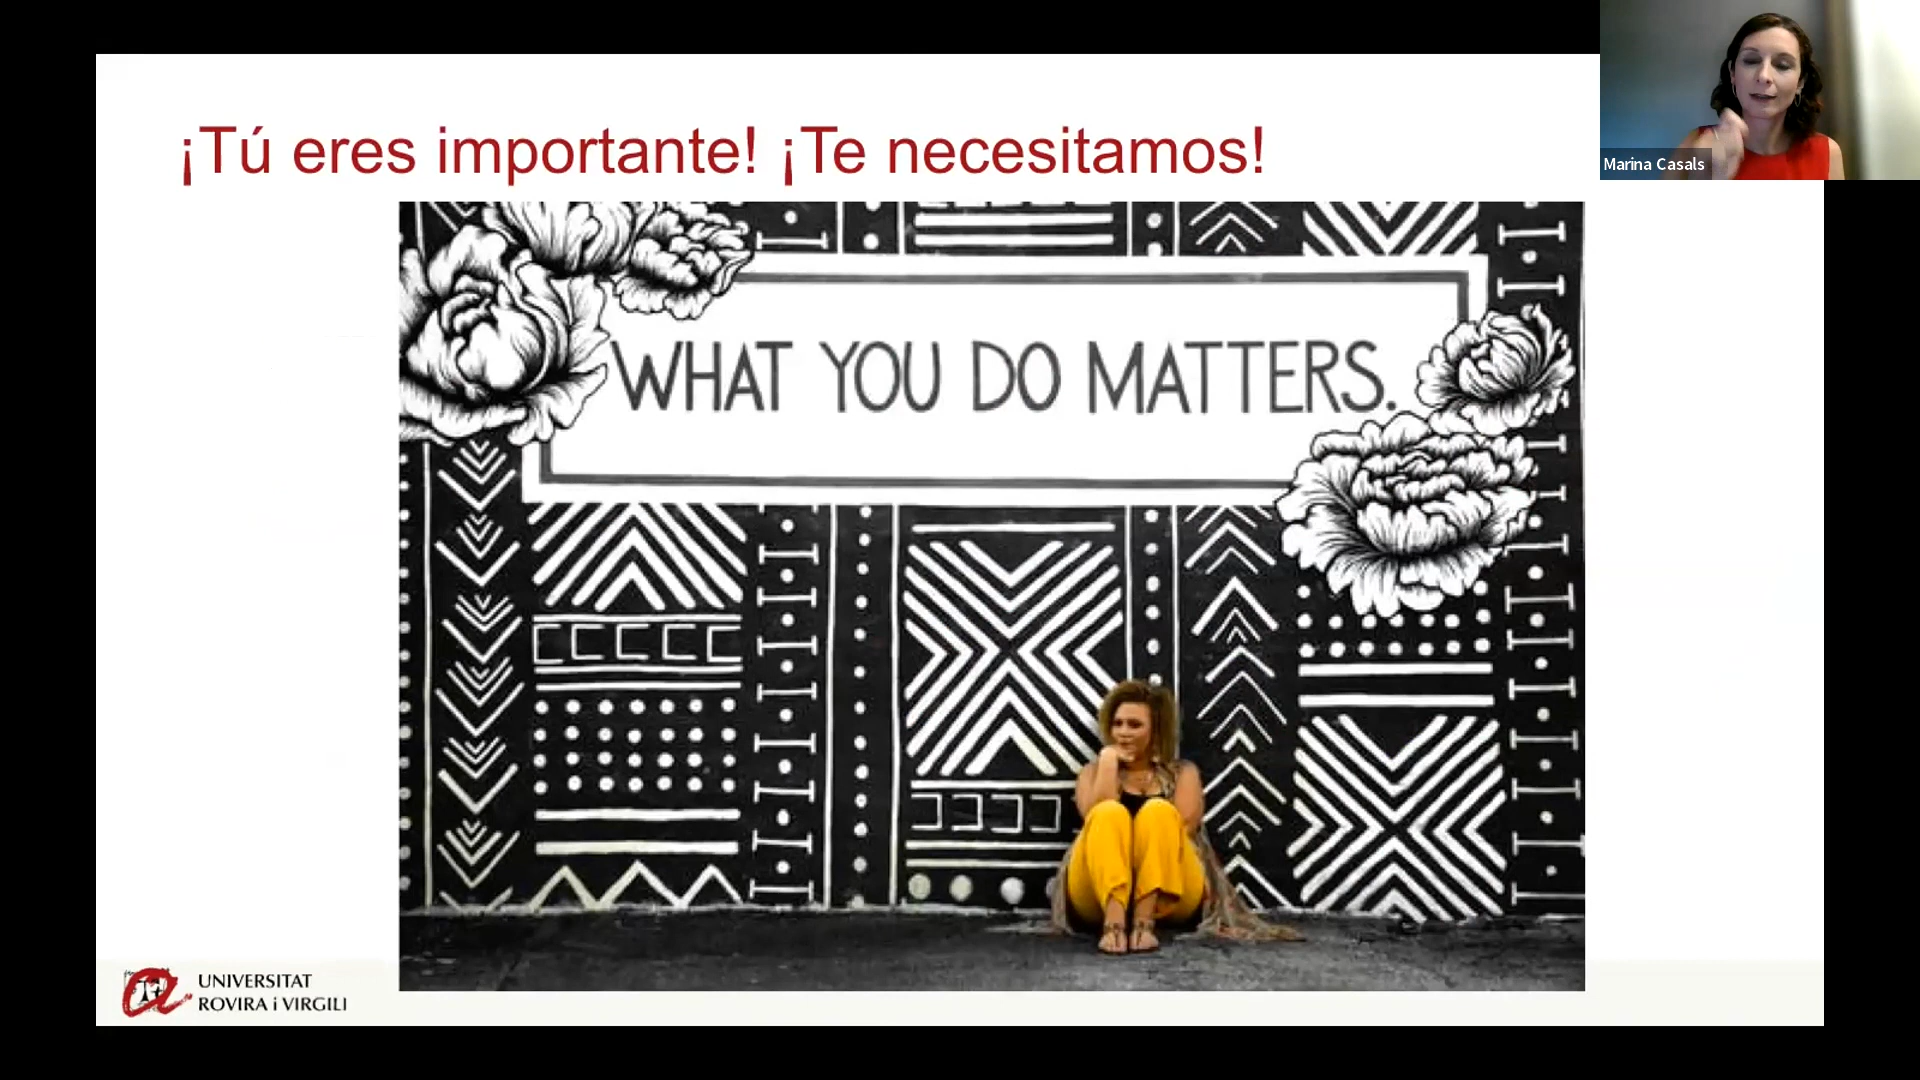 ¡Tú eres importante! ¡Te necesitamos!
Marina Casals
WHAT YOU DO MATTERS.
UNIVERSITAT
ROVIRA i VIRGILI